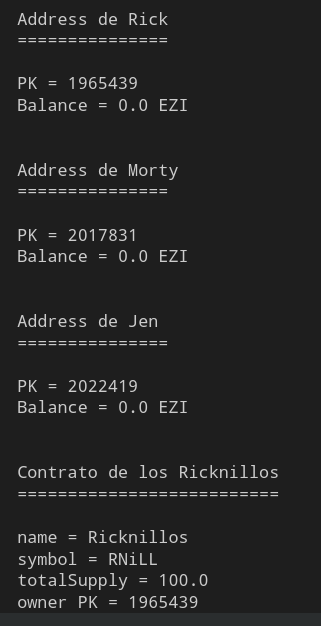 Address de Rick
===============
PK = 1965439
Balance = 0.0 EZI
Address de Morty
===============
PK = 2017831
Balance = 0.0 EZI
Address de Jen
===============
PK = 2022419
Balance = 0.0 EZI
Contrato de los Ricknillos
==========================
name = Ricknillos
symbol = RNiLL
totalSupply = 100.0
owner PK = 1965439